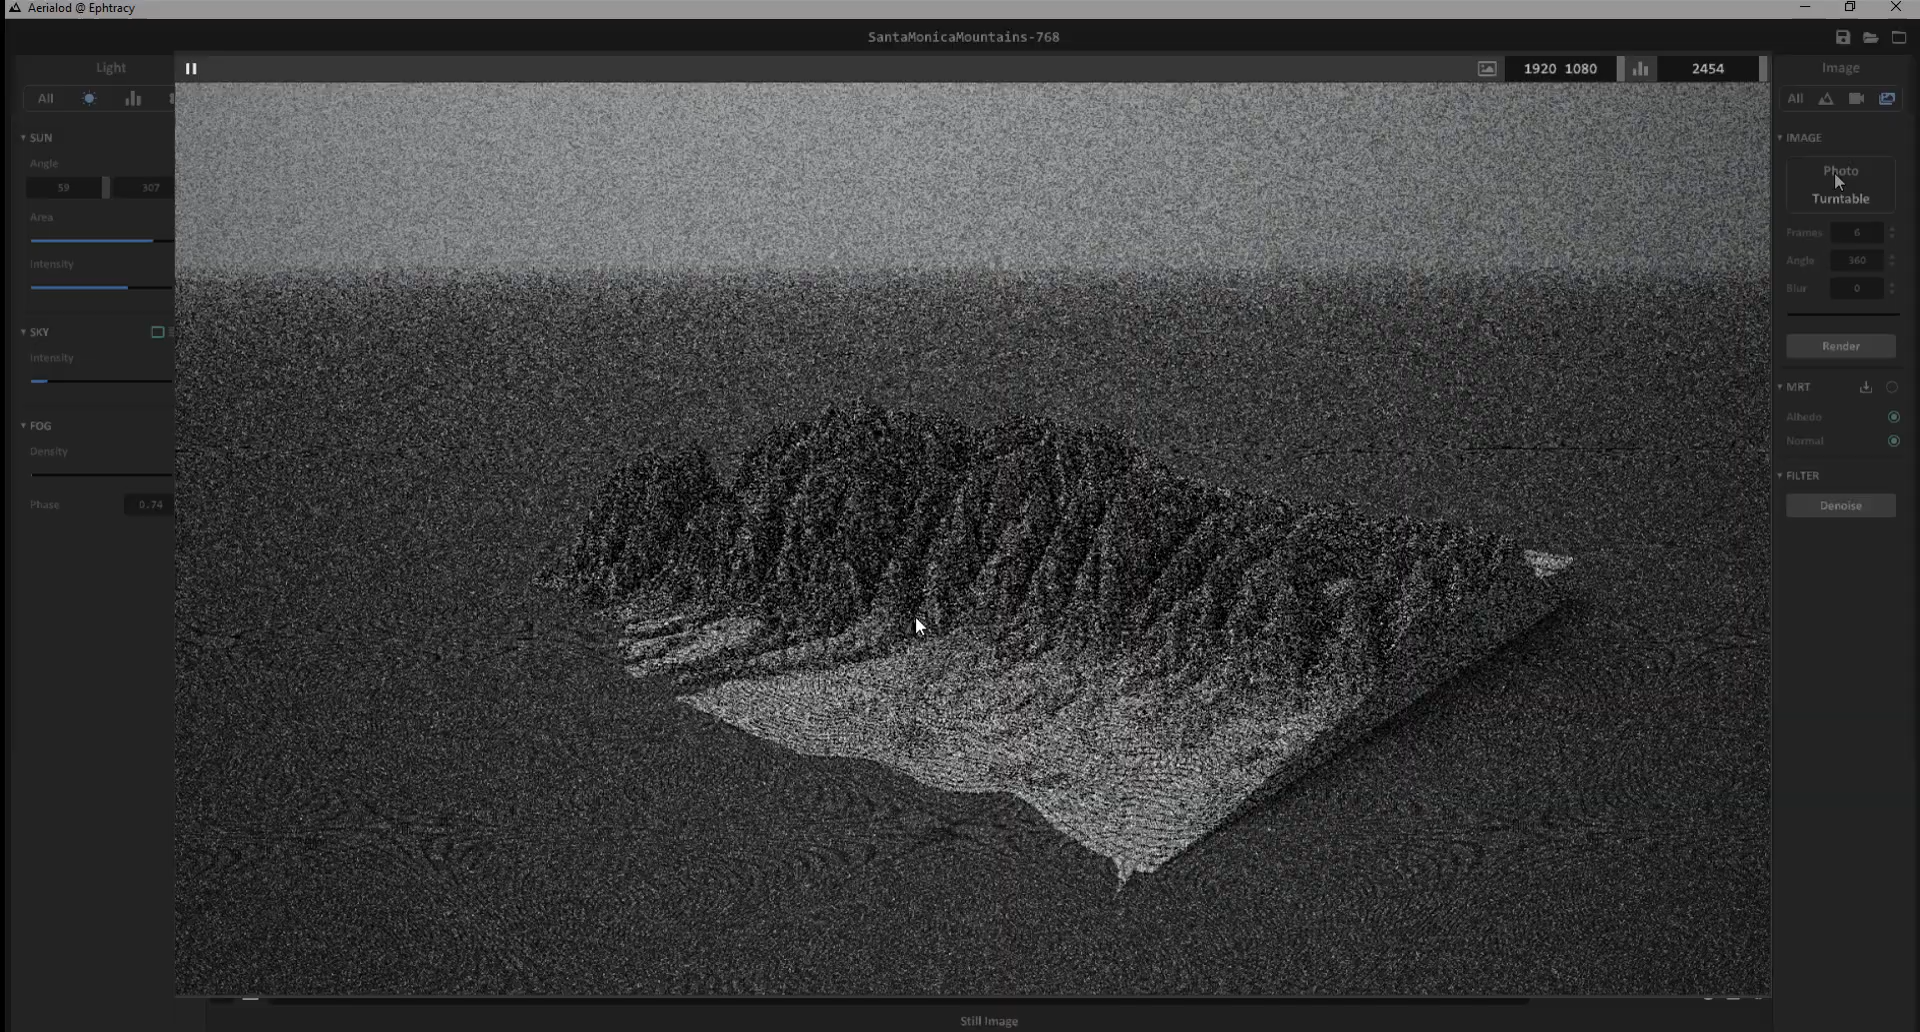 Aerialod @ Ephtracy
SantaMonicaMountains-768
Light
1920 1080
2454
Image
All
All
SUN
IMAGE
Angle
Photo
59
307
Turntable
Area
Frames
6
Intensity
Angle
360
Blur
0
SKY
Intensity
Render
MRT
Albedo
FOG
Normal
Density
FILTER
Phase
0.74
Denoise
Still Image